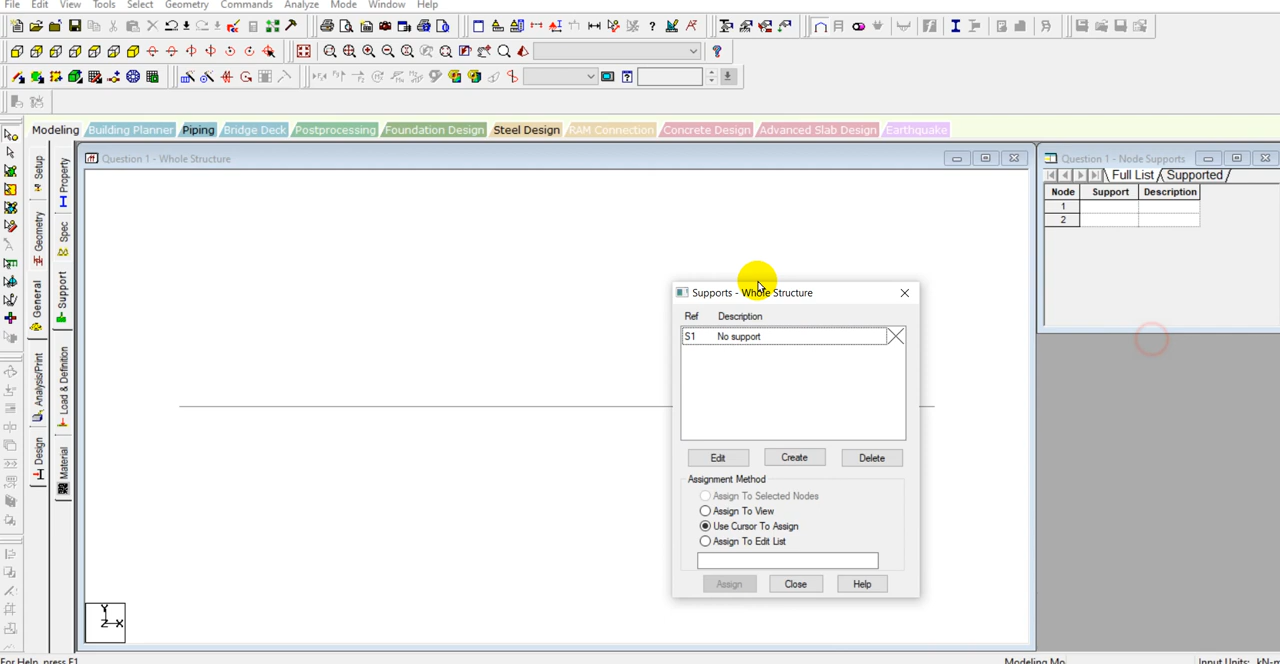 File Edit View Tools Select Geometry Commands Analyze Mode Window Help
Modeling Building Planner Piping Bridge Deck Postprocessing Foundation Design Steel Design RAM Connection Concrete Design Advanced Slab Design Earthquake
Setup
Geometry
General
Analysis/Print
Design
Property
Spec
Support
Load & Definition
Material
Question 1 - Whole Structure
Y
Z X
Supports - Whole Structure
Ref Description
S1 No support
Edit Create Delete
Assignment Method
Assign To Selected Nodes
Assign To View
Use Cursor To Assign
Assign To Edit List
Assign Close Help
Question 1 - Node Supports
Full List Supported
Node Support Description
1
2
For Help, press F1 Modeling Mo Input Units: kN-m